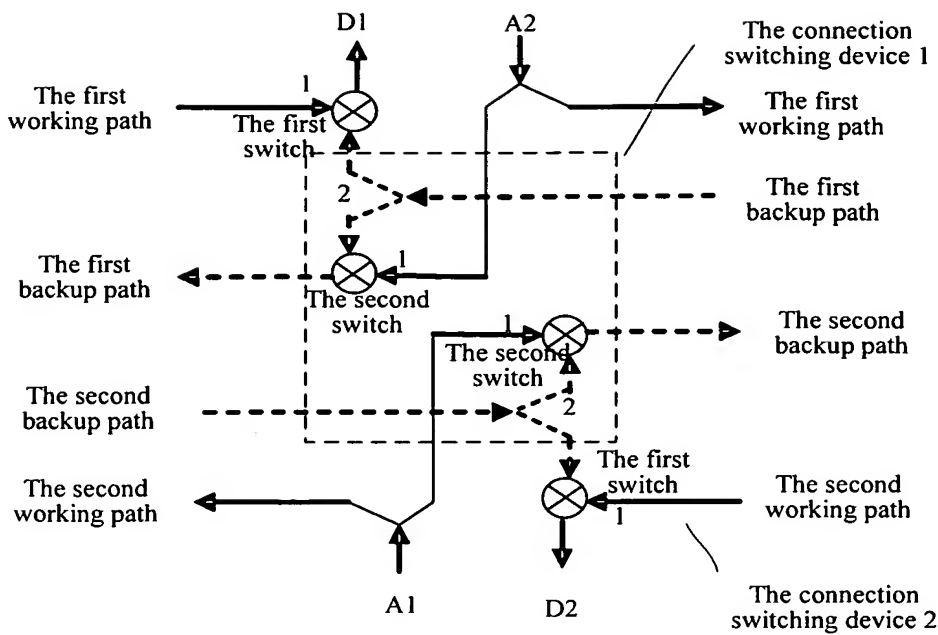 D1
A2
The connection
switching device 1
The first
working path
1
The first
switch
The first
working path
2
The first
backup path
The first
backup path
1
The second
switch
1
The second
switch
The second
backup path
The second
backup path
2
The second
working path
The first
switch
1
The second
working path
A1
D2
The connection
switching device 2